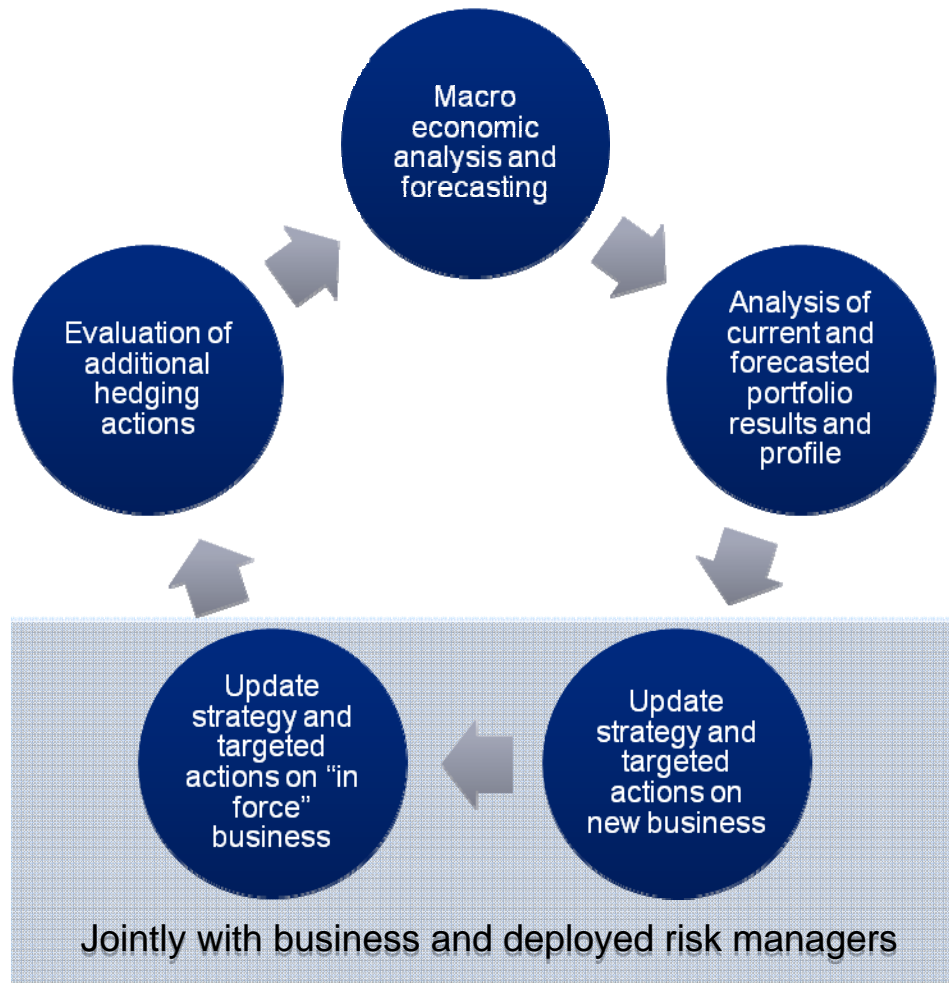 Macro
economic
analysis and
forecasting
Analysis of
current and
forecasted
portfolio
results and
profile
Update
strategy and
targeted
actions on
new business
Update
strategy and
targeted
actions on “in
force”
business
Evaluation of
additional
hedging
actions
Jointly with business and deployed risk managers